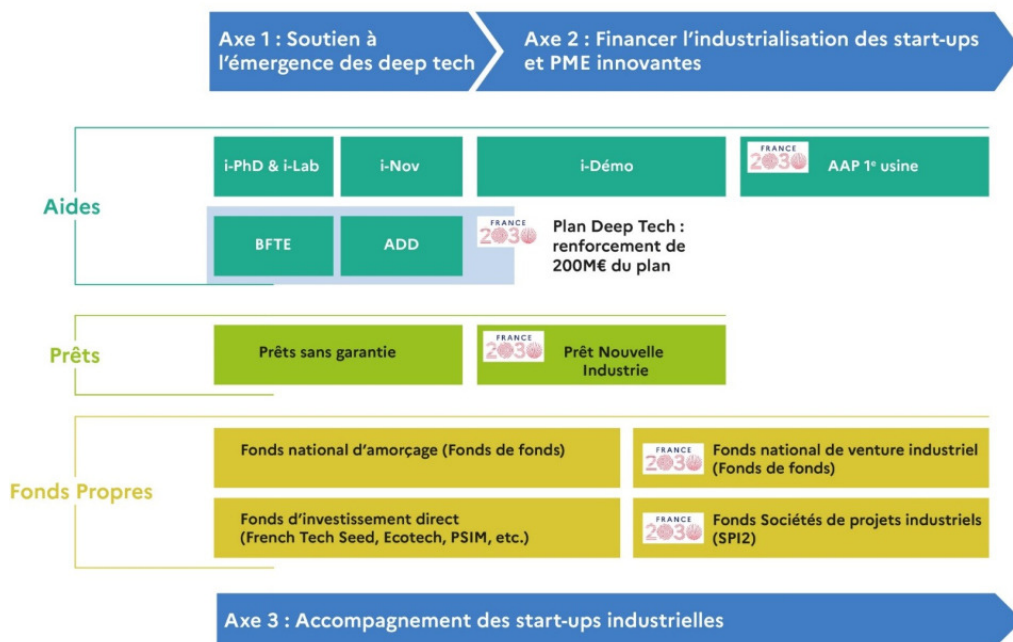 Axe 1 : Soutien à
l'émergence des deep tech
Axe 2 : Financer l'industrialisation des start-ups
et PME innovantes
Aides
i-PhD & i-Lab
i-Nov
i-Démo
FRANCE
2030
AAP 1e usine
BFTE
ADD
FRANCE
2030
Plan Deep Tech :
renforcement de
200M€ du plan
Prêts
Prêts sans garantie
FRANCE
2030
Prêt Nouvelle
Industrie
Fonds Propres
Fonds national d'amorçage (Fonds de fonds)
FRANCE
2030
Fonds national de venture industriel
(Fonds de fonds)
Fonds d'investissement direct
(French Tech Seed, Ecotech, PSIM, etc.)
FRANCE
2030
Fonds Sociétés de projets industriels
(SPI2)
Axe 3 : Accompagnement des start-ups industrielles